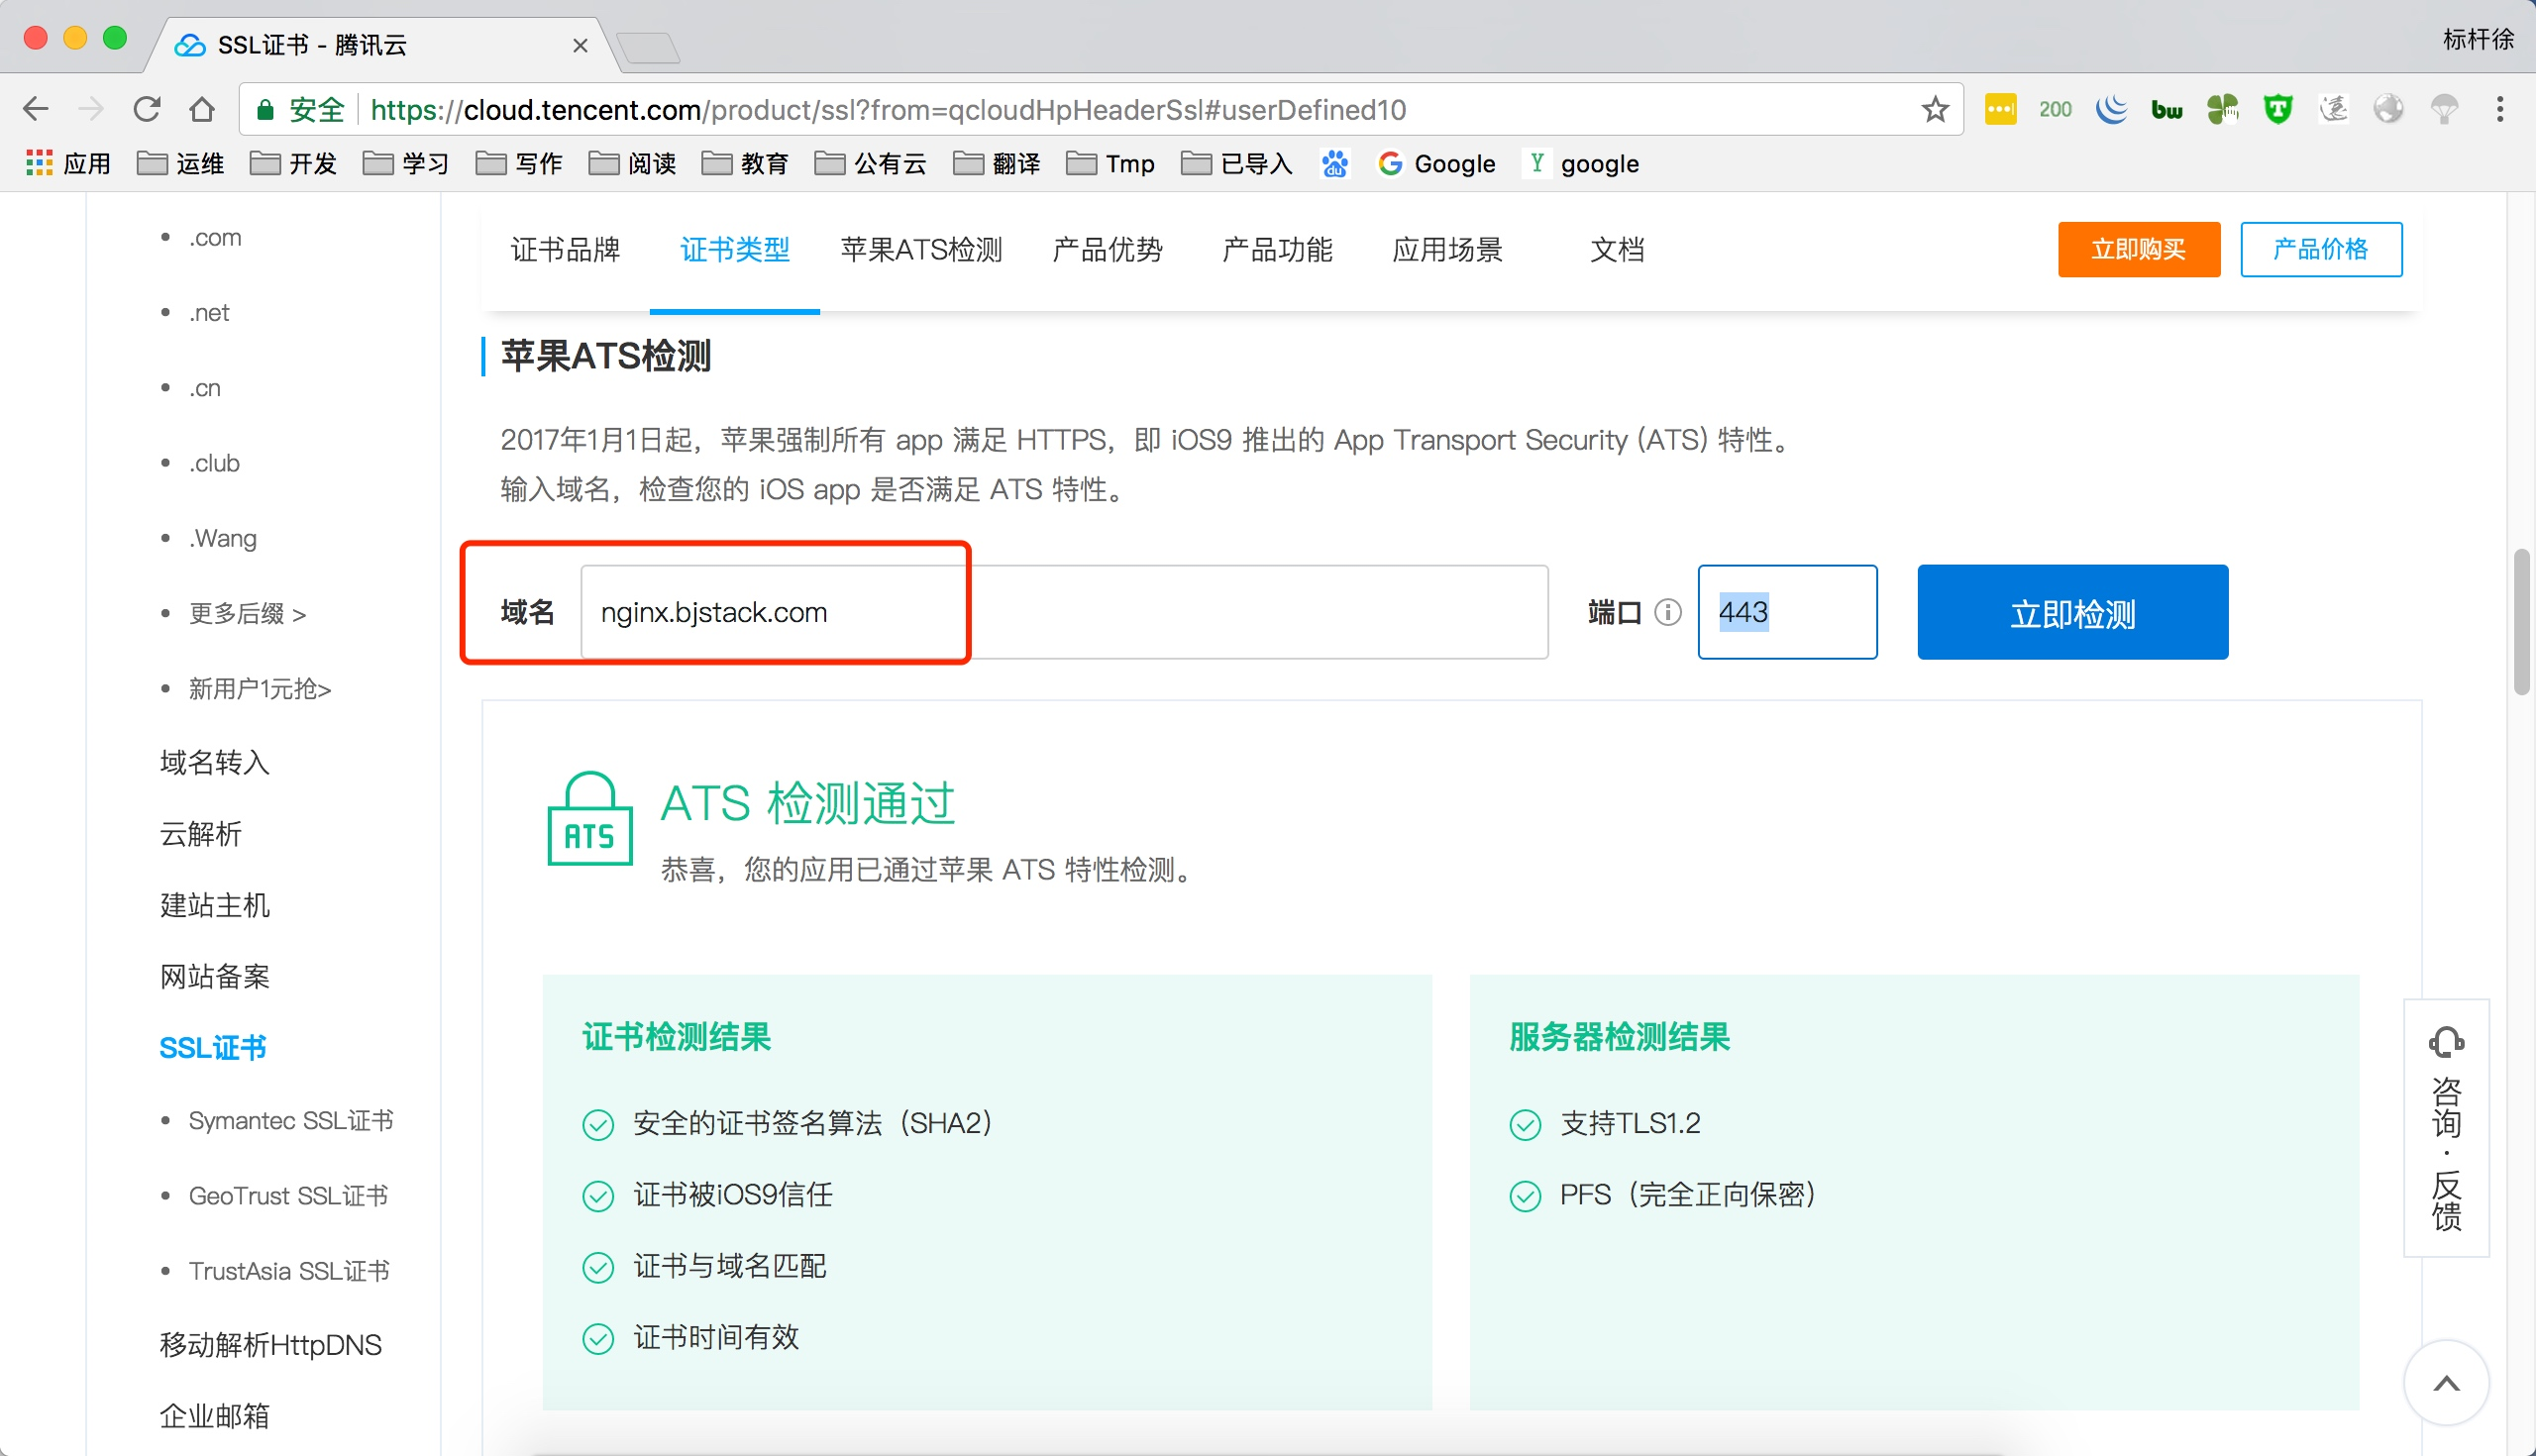 SSL证书 - 腾讯云
标杆徐
安全 https://cloud.tencent.com/product/ssl?from=qcloudHpHeaderSsl#userDefined10
200
bw
应用 运维 开发 学习 写作 阅读 教育 公有云 翻译 Tmp 已导入 du Google Y google
.com
.net
.cn
.club
.Wang
更多后缀 >
新用户1元抢>
域名转入
云解析
建站主机
网站备案
SSL证书
Symantec SSL证书
GeoTrust SSL证书
TrustAsia SSL证书
移动解析HttpDNS
企业邮箱
证书品牌 证书类型 苹果ATS检测 产品优势 产品功能 应用场景 文档 立即购买 产品价格
苹果ATS检测
2017年1月1日起，苹果强制所有 app 满足 HTTPS，即 iOS9 推出的 App Transport Security (ATS) 特性。
输入域名，检查您的 iOS app 是否满足 ATS 特性。
域名 nginx.bjstack.com 端口 443 立即检测
ATS
ATS 检测通过
恭喜，您的应用已通过苹果 ATS 特性检测。
证书检测结果
安全的证书签名算法（SHA2）
证书被iOS9信任
证书与域名匹配
证书时间有效
服务器检测结果
支持TLS1.2
PFS（完全正向保密）
咨询·反馈